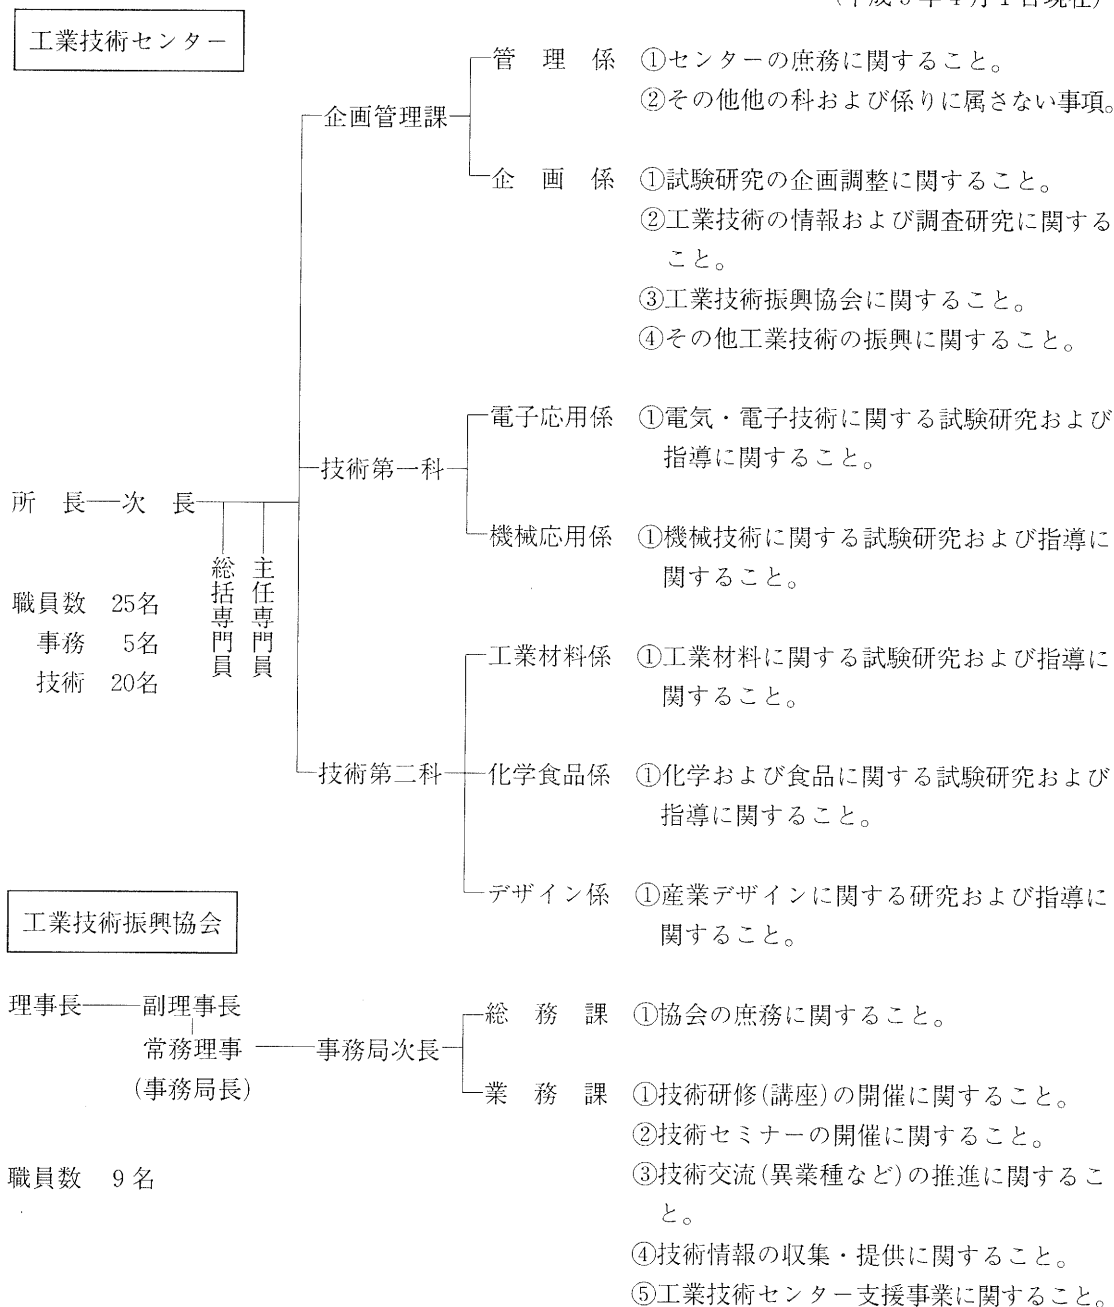 (平成5年4月1日現在)
工業技術センター
管理係 ①センターの庶務に関すること。
②その他他の科および係りに属さない事項。
企画管理課
企画係 ①試験研究の企画調整に関すること。
②工業技術の情報および調査研究に関する
こと。
③工業技術振興協会に関すること。
④その他工業技術の振興に関すること。
電子応用係 ①電気・電子技術に関する試験研究および
指導に関すること。
技術第一科
所長 次長
機械応用係 ①機械技術に関する試験研究および指導に
関すること。
総括専門員
主任専門員
職員数 25名
事務 5名
技術 20名
工業材料係 ①工業材料に関する試験研究および指導に
関すること。
技術第二科
化学食品係 ①化学および食品に関する試験研究および
指導に関すること。
デザイン係 ①産業デザインに関する研究および指導に
関すること。
工業技術振興協会
理事長 副理事長
常務理事 事務局次長
(事務局長)
総務課 ①協会の庶務に関すること。
業務課 ①技術研修(講座)の開催に関すること。
②技術セミナーの開催に関すること。
③技術交流(異業種など)の推進に関するこ
と。
④技術情報の収集・提供に関すること。
⑤工業技術センター支援事業に関すること。
職員数 9名